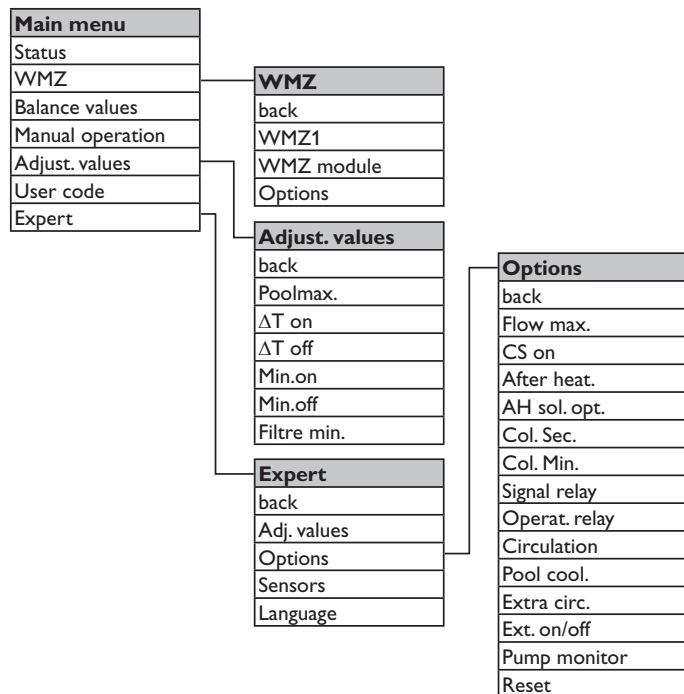 Main menu
Status
WMZ
Balance values
Manual operation
Adjust. values
User code
Expert
WMZ
back
WMZ1
WMZ module
Options
Adjust. values
back
Poolmax.
ΔT on
ΔT off
Min.on
Min.off
Filtre min.
Expert
back
Adj. values
Options
Sensors
Language
Options
back
Flow max.
CS on
After heat.
AH sol. opt.
Col. Sec.
Col. Min.
Signal relay
Operat. relay
Circulation
Pool cool.
Extra circ.
Ext. on/off
Pump monitor
Reset